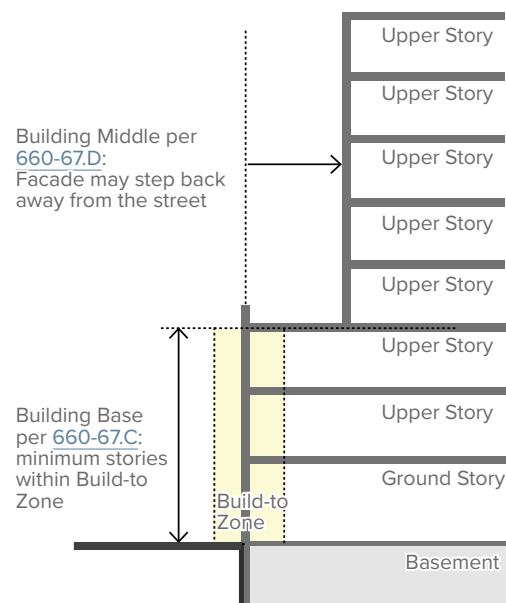 Upper Story
Upper Story
Building Middle per
660-67.D:
Facade may step back
away from the street
Upper Story
Upper Story
Upper Story
Upper Story
Building Base
per 660-67.C:
minimum stories
within Build-to
Zone
Upper Story
Ground Story
Build-to
Zone
Basement